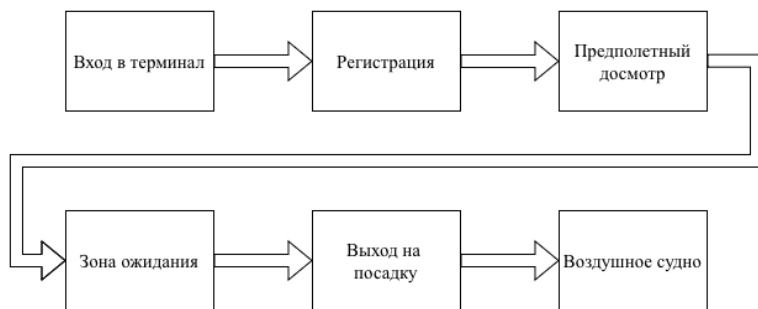 Вход в терминал
Регистрация
Предполетный
досмотр
Зона ожидания
Выход на
посадку
Воздушное судно